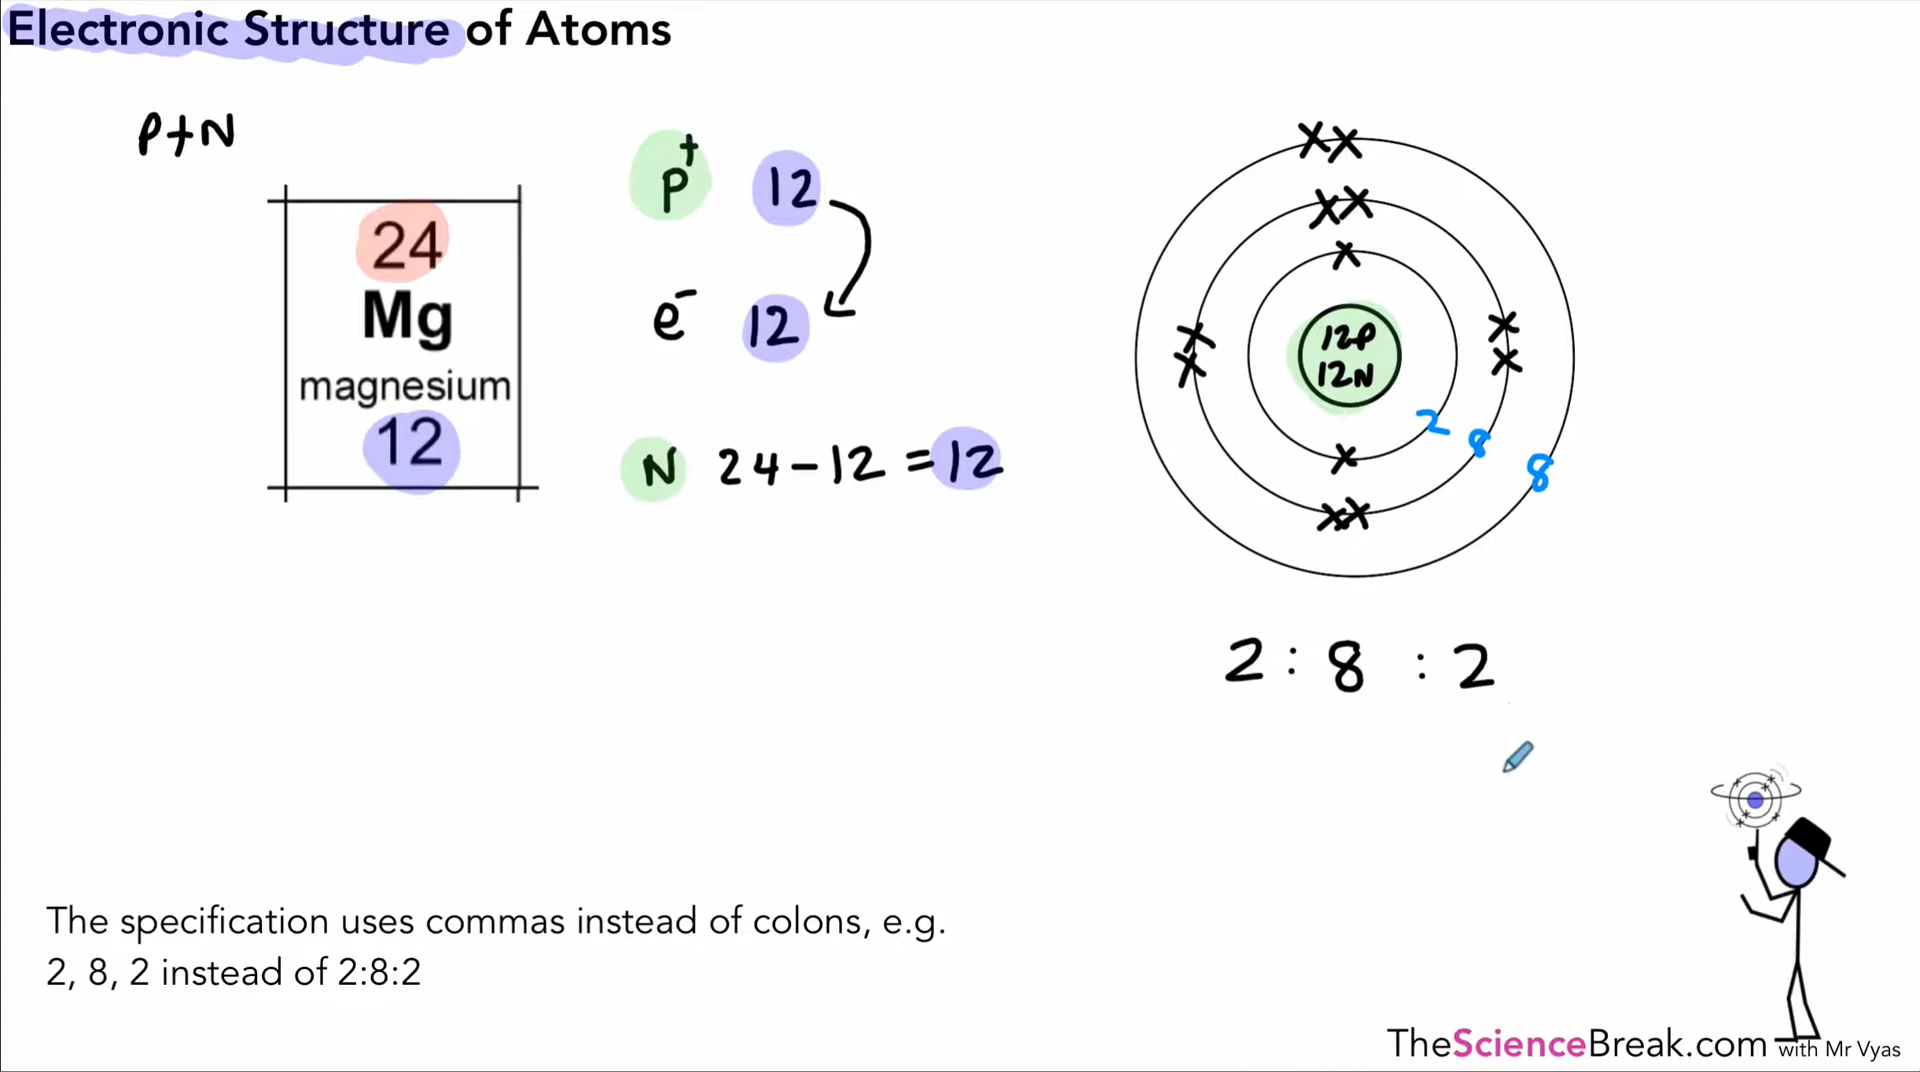 Electronic Structure of Atoms
P+N
24
Mg
magnesium
12
p+ 12
e- 12
N 24-12=12
12P
12N
2
8
8
2:8:2
The specification uses commas instead of colons, e.g.
2, 8, 2 instead of 2:8:2
TheScienceBreak.com with Mr Vyas